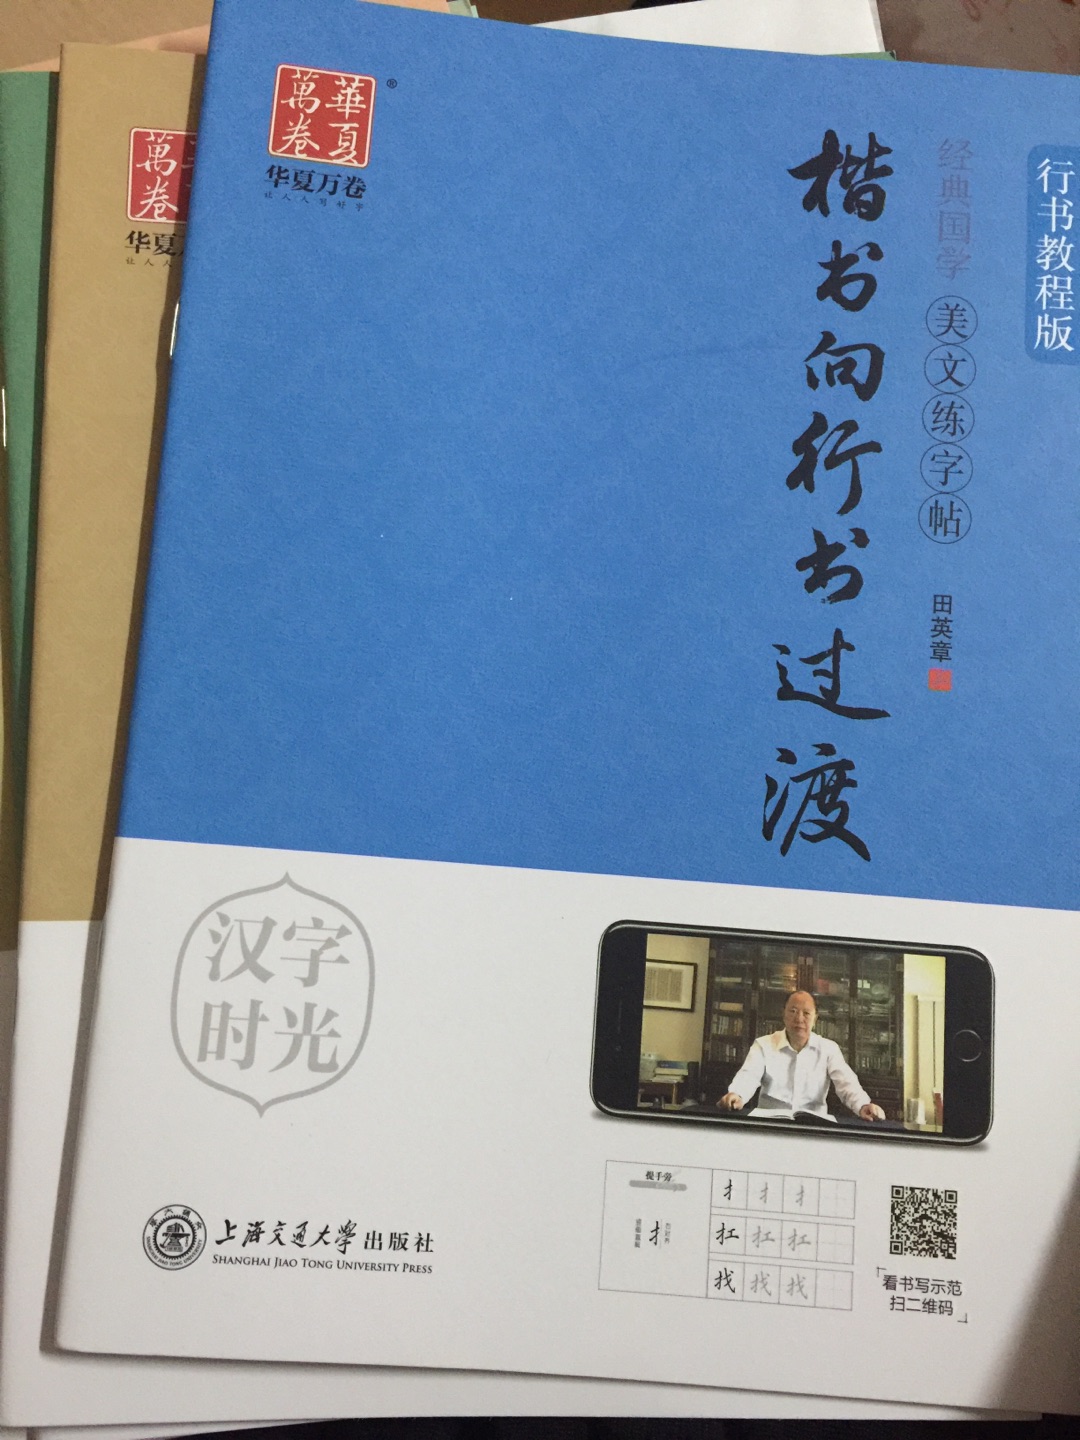 華夏
萬卷
®
华夏万卷
让人人写好字
萬卷
华夏
让人人
楷书向行书过渡
经典国学
美文练字帖
田英章
行书教程版
汉字
时光
上海交通大学出版社
SHANGHAI JIAO TONG UNIVERSITY PRESS
提手旁
扌 扌 扌 扌
扛 扛 扛
找 找 找
看书写示范
扫二维码